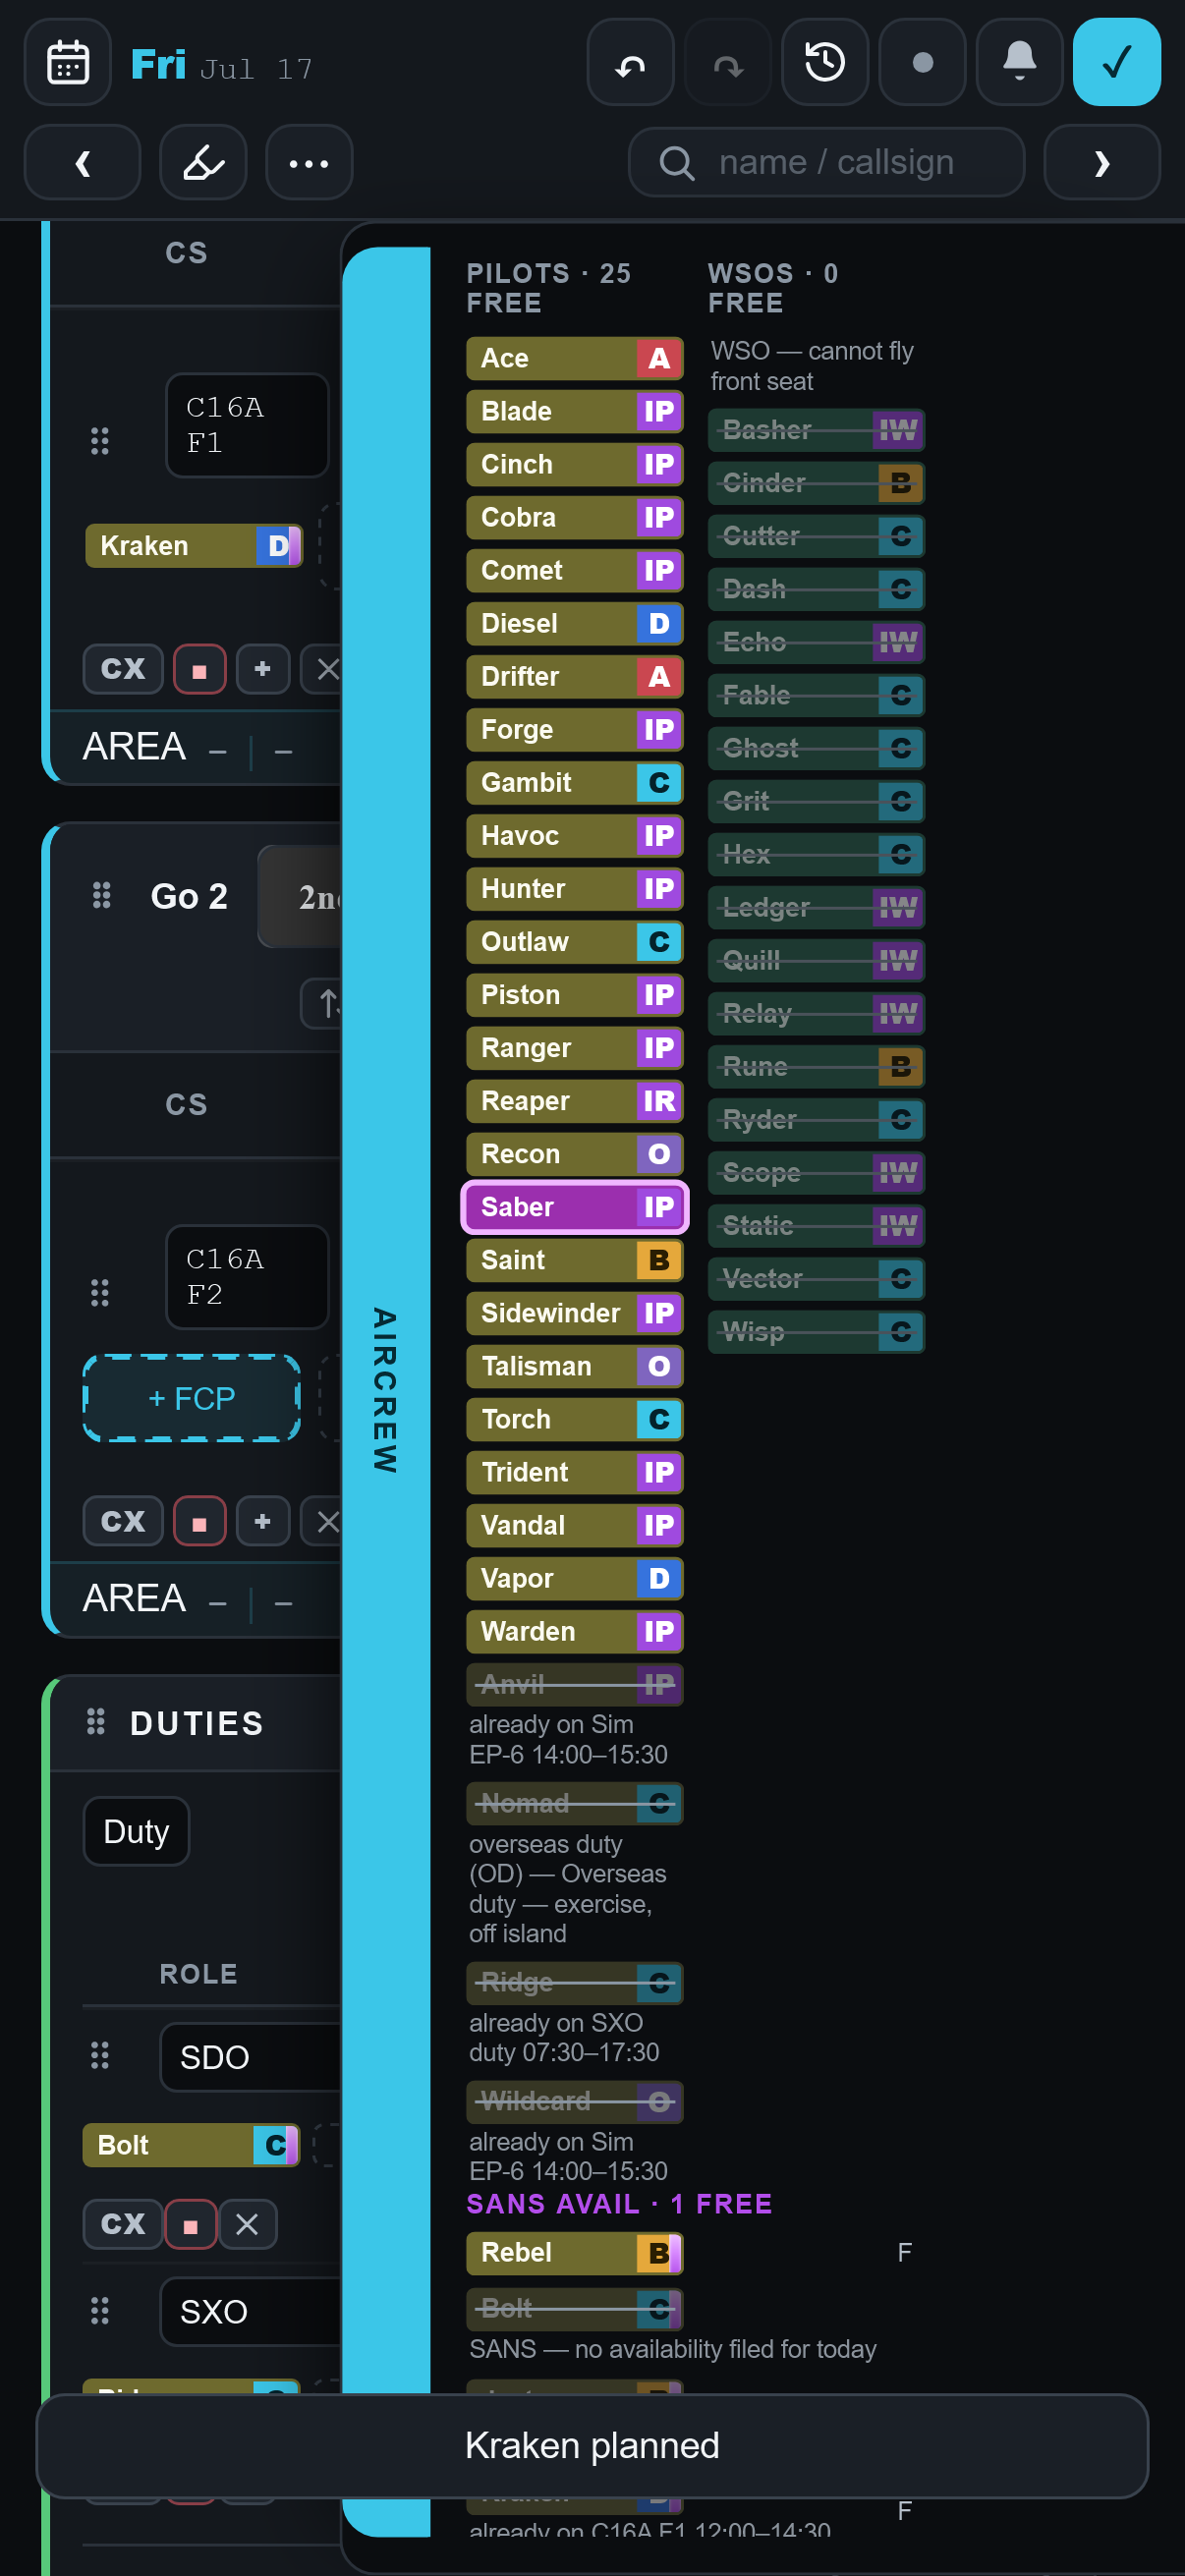 Fri Jul 17
name / callsign
CS
C16A
F1
Kraken D
CX + ×
AREA – | –
Go 2
CS
C16A
F2
+ FCP
CX + ×
AREA – | –
DUTIES
Duty
ROLE
SDO
Bolt C
CX ×
SXO
AIRCREW
PILOTS · 25
FREE
Ace A
Blade IP
Cinch IP
Cobra IP
Comet IP
Diesel D
Drifter A
Forge IP
Gambit C
Havoc IP
Hunter IP
Outlaw C
Piston IP
Ranger IP
Reaper IR
Recon O
Saber IP
Saint B
Sidewinder IP
Talisman O
Torch C
Trident IP
Vandal IP
Vapor D
Warden IP
Anvil IP
already on Sim
EP-6 14:00–15:30
Nomad C
overseas duty
(OD) — Overseas
duty — exercise,
off island
Ridge C
already on SXO
duty 07:30–17:30
Wildcard O
already on Sim
EP-6 14:00–15:30
WSOS · 0
FREE
WSO — cannot fly
front seat
Basher IW
Cinder B
Cutter C
Dash C
Echo IW
Fable C
Ghost C
Grit C
Hex C
Ledger IW
Quill IW
Relay IW
Rune B
Ryder C
Scope IW
Static IW
Vector C
Wisp C
SANS AVAIL · 1 FREE
Rebel B F
Bolt C
SANS — no availability filed for today
Kraken planned
F
already on C16A F1 12:00–14:30